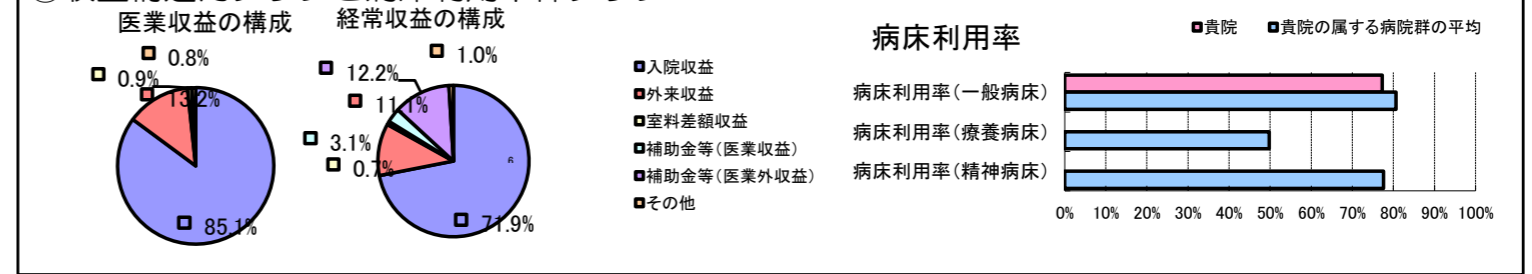 医業収益の構成
0.8%
0.9%
13.2%
85.1%
経常収益の構成
1.0%
12.2%
11.1%
3.1%
0.7%
6
71.9%
入院収益
外来収益
室料差額収益
補助金等(医業収益)
補助金等(医業外収益)
その他
病床利用率
貴院 貴院の属する病院群の平均
病床利用率(一般病床)
病床利用率(療養病床)
病床利用率(精神病床)
0% 10% 20% 30% 40% 50% 60% 70% 80% 90% 100%